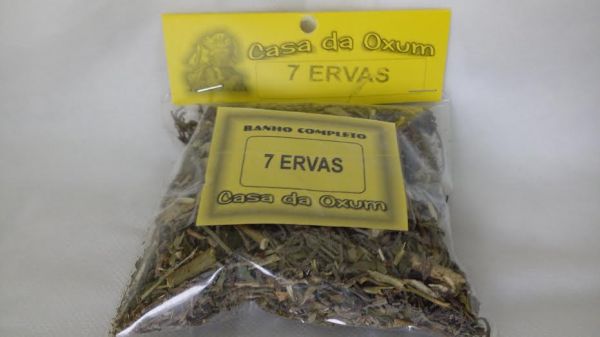 Casa da Oxum
7 ERVAS
BANHO COMPLETO
7 ERVAS
Casa da Oxum